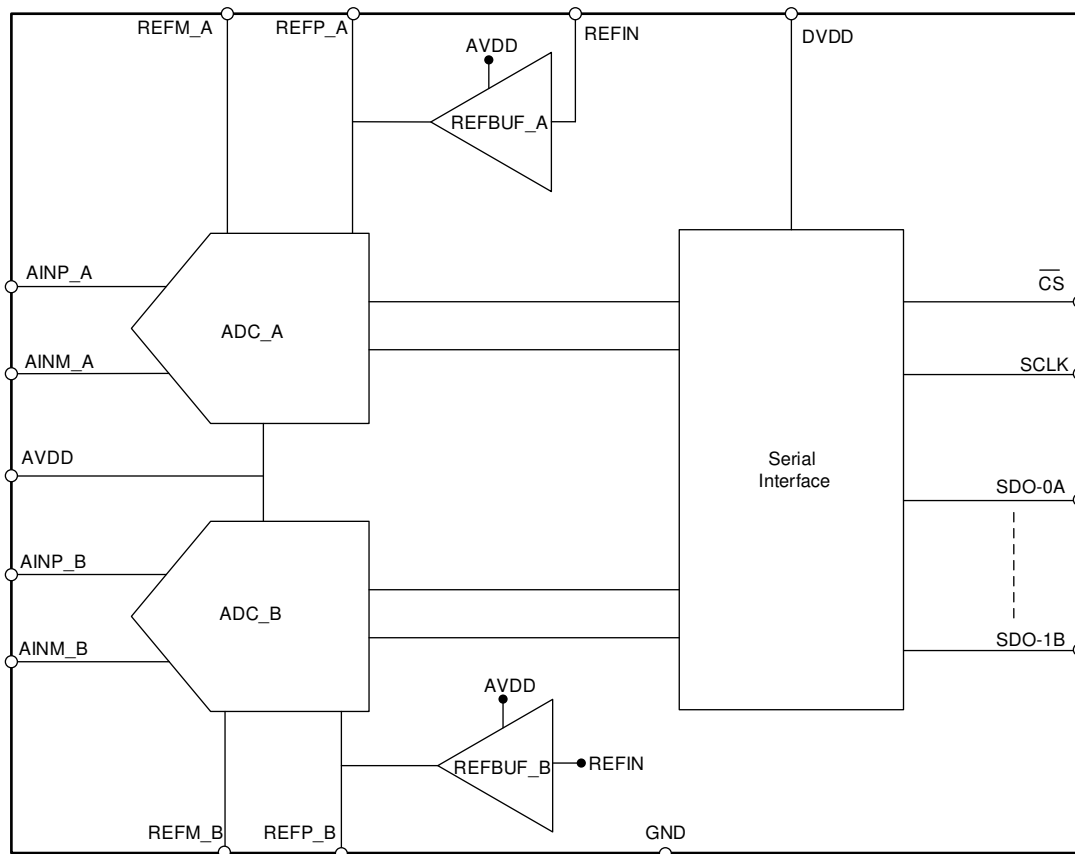 REFM_A
REFP_A
REFIN
DVDD
AVDD
REFBUF_A
AINP_A
CS
ADC_A
AINM_A
SCLK
AVDD
Serial
Interface
SDO-0A
AINP_B
ADC_B
AINM_B
SDO-1B
AVDD
REFBUF_B
REFIN
REFM_B
REFP_B
GND